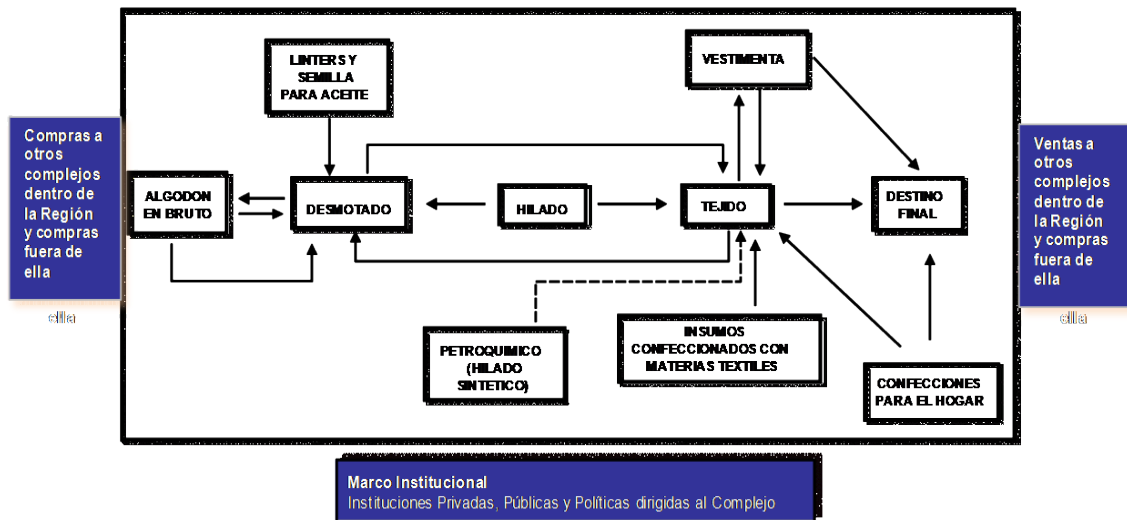 LINTERS Y
SEMILLA
PARA ACEITE
VESTIMENTA
Compras a
otros
complejos
dentro de
la Región
y compras
fuera de
ella
ella
ALGODON
EN BRUTO
DESMOTADO
HILADO
TEJIDO
DESTINO
FINAL
Ventas a
otros
complejos
dentro de
la Región
y compras
fuera de
ella
ella
PETROQUIMICO
(HILADO
SINTETICO)
INSUMOS
CONFECCIONADOS CON
MATERIAS TEXTILES
CONFECCIONES
PARA EL HOGAR
Marco Institucional
Instituciones Privadas, Públicas y Políticas dirigidas al Complejo